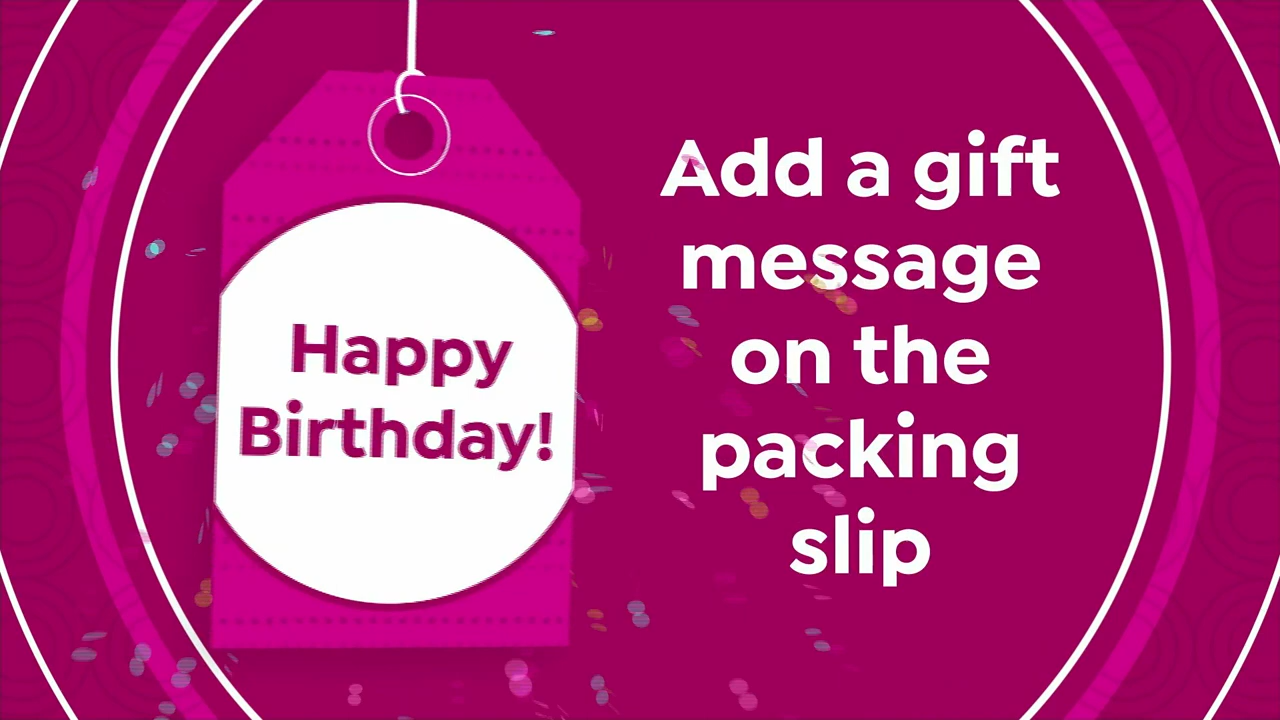 Happy
Birthday!
Add a gift
message
on the
packing
slip